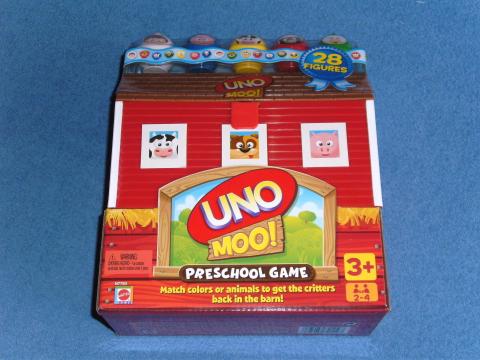 28
FIGURES
UNO
MOO!
UNO
MOO!
PRESCHOOL GAME
Match colors or animals to get the critters
back in the barn!
WARNING:
3+
2-4